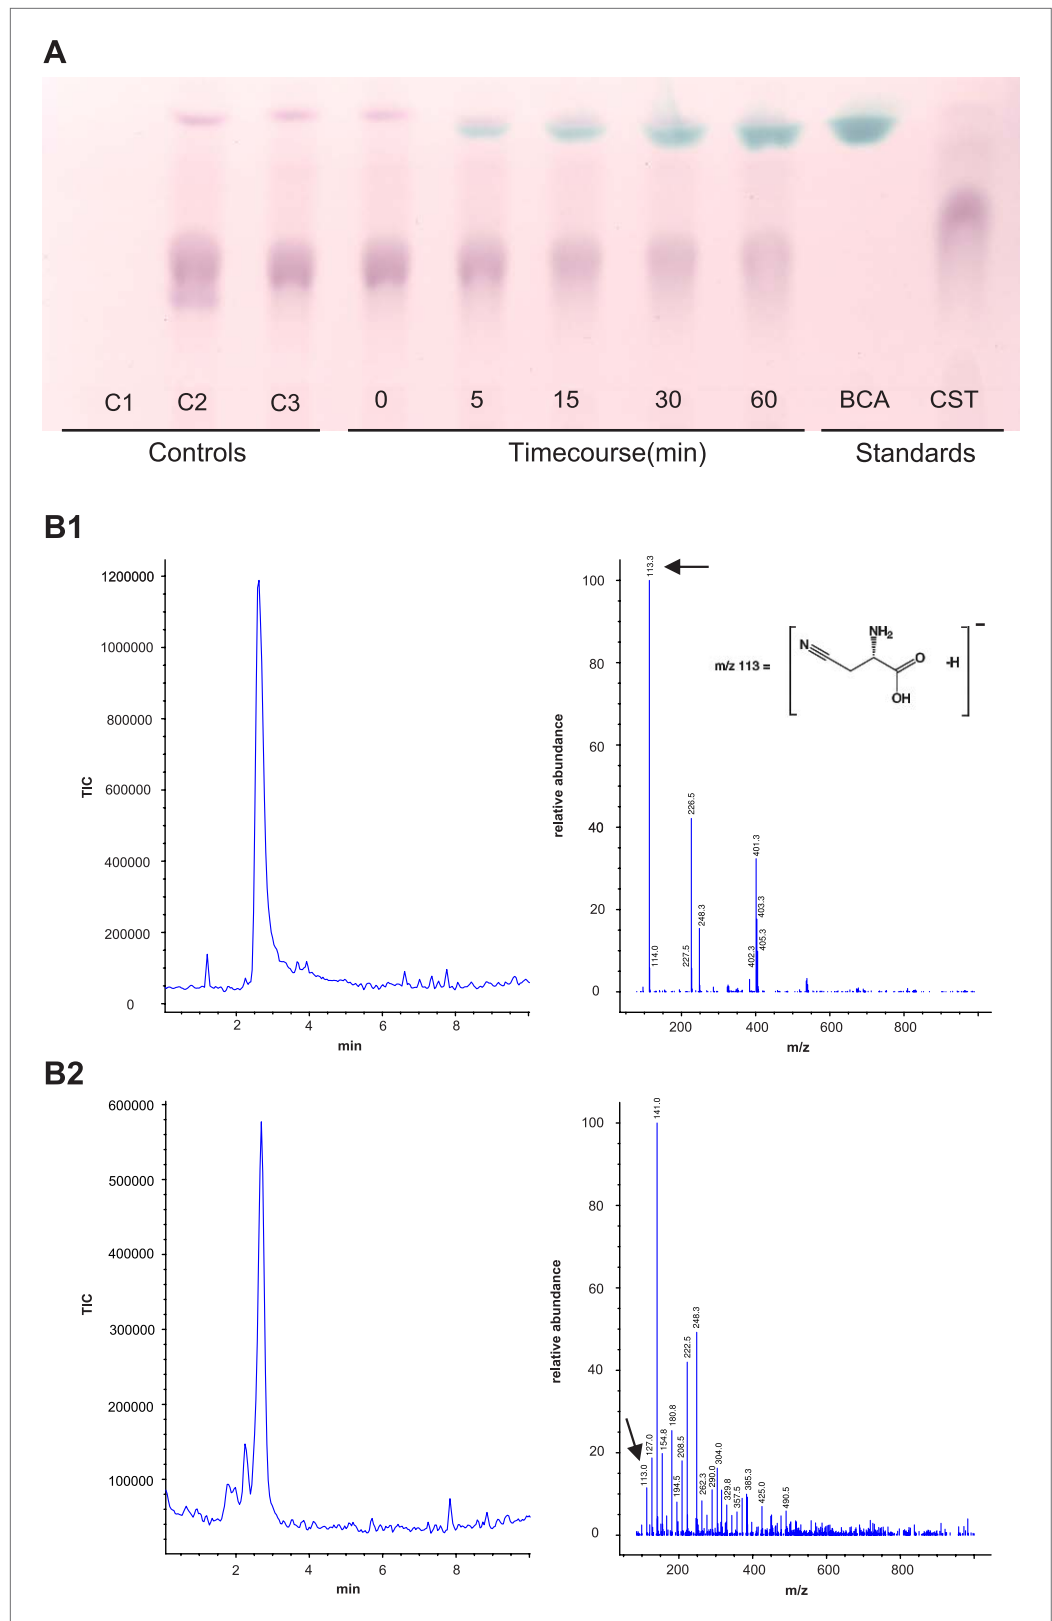 A
C1 C2 C3 0 5 15 30 60 BCA CST
Controls Timecourse(min) Standards
B1
1200000
1000000
800000
600000
400000
200000
0
TIC
2 4 6 8
min
100
80
60
40
20
0
relative abundance
113.3
114.0
226.5
227.5
248.3
401.3
402.3
403.3
405.3
m/z 113 =
N
NH2
O
OH
-H
−
200 400 600 800
m/z
B2
600000
500000
400000
300000
200000
100000
TIC
2 4 6 8
min
100
80
60
40
20
0
relative abundance
113.0
127.0
141.0
154.8
180.8
194.5
208.5
222.5
248.3
262.3
290.0
304.0
329.8
357.5
385.3
425.0
490.5
200 400 600 800
m/z